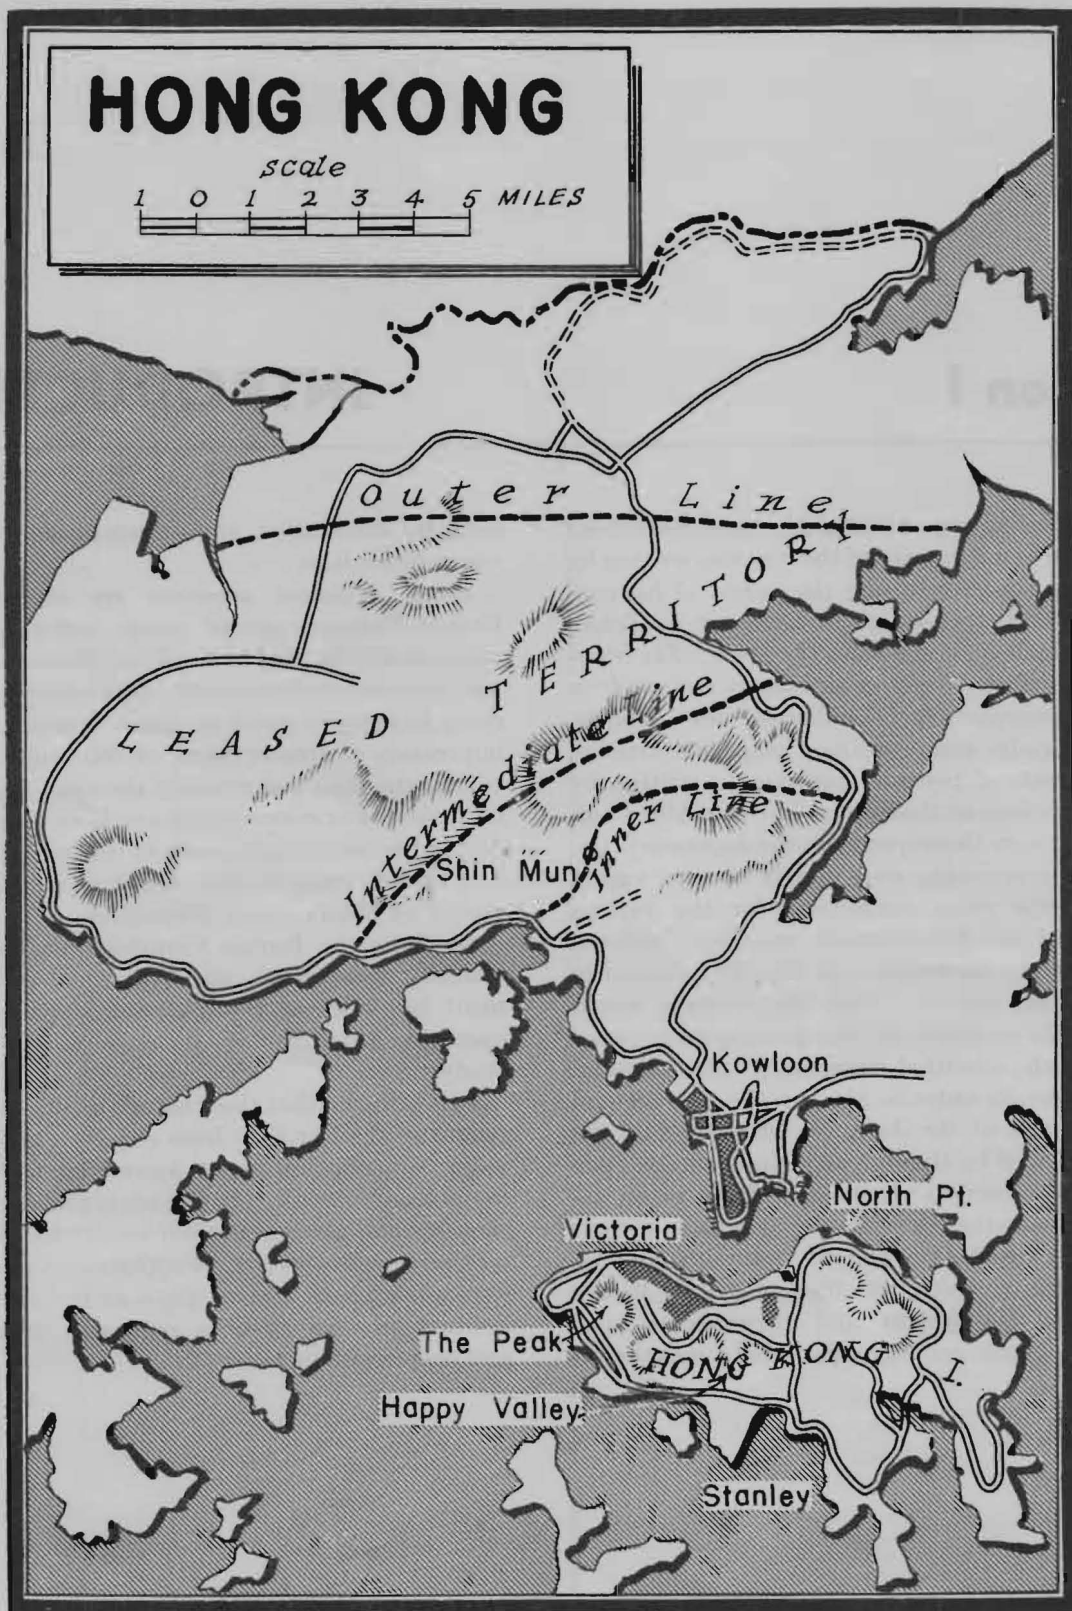 HONG KONG
scale
1 0 1 2 3 4 5 MILES
on I
Outer Line
LEASED TERRITORY
Intermediate Line
Inner Line
Shin Mun
Kowloon
North Pt.
Victoria
The Peak
HONG KONG I.
Happy Valley
Stanley